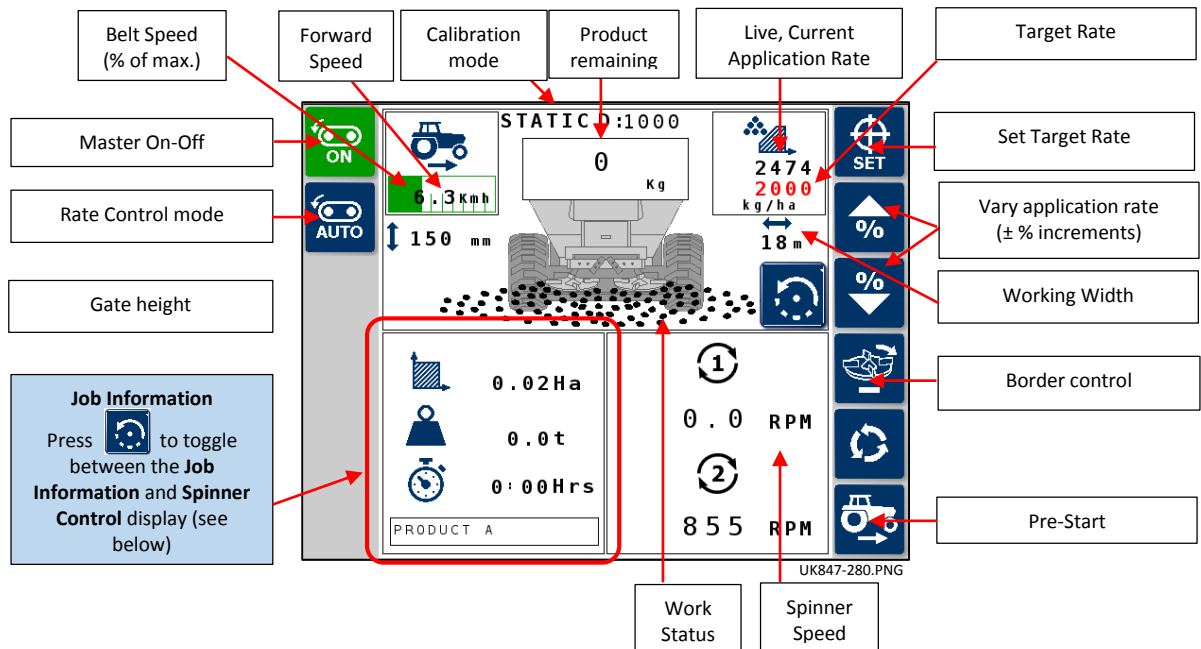 Belt Speed
(% of max.)
Forward
Speed
Calibration
mode
Product
remaining
Live, Current
Application Rate
Target Rate
Master On-Off
Rate Control mode
Gate height
Job Information
Press to toggle
between the Job
Information and Spinner
Control display (see
below)
ON
AUTO
STATIC D:1000
6.3Kmh
150 mm
0
Kg
2474
2000
kg/ha
18m
SET
%
%
0.02Ha
0.0t
0:00Hrs
PRODUCT A
1
0.0 RPM
2
855 RPM
Set Target Rate
Vary application rate
(± % increments)
Working Width
Border control
Pre-Start
UK847-280.PNG
Work
Status
Spinner
Speed